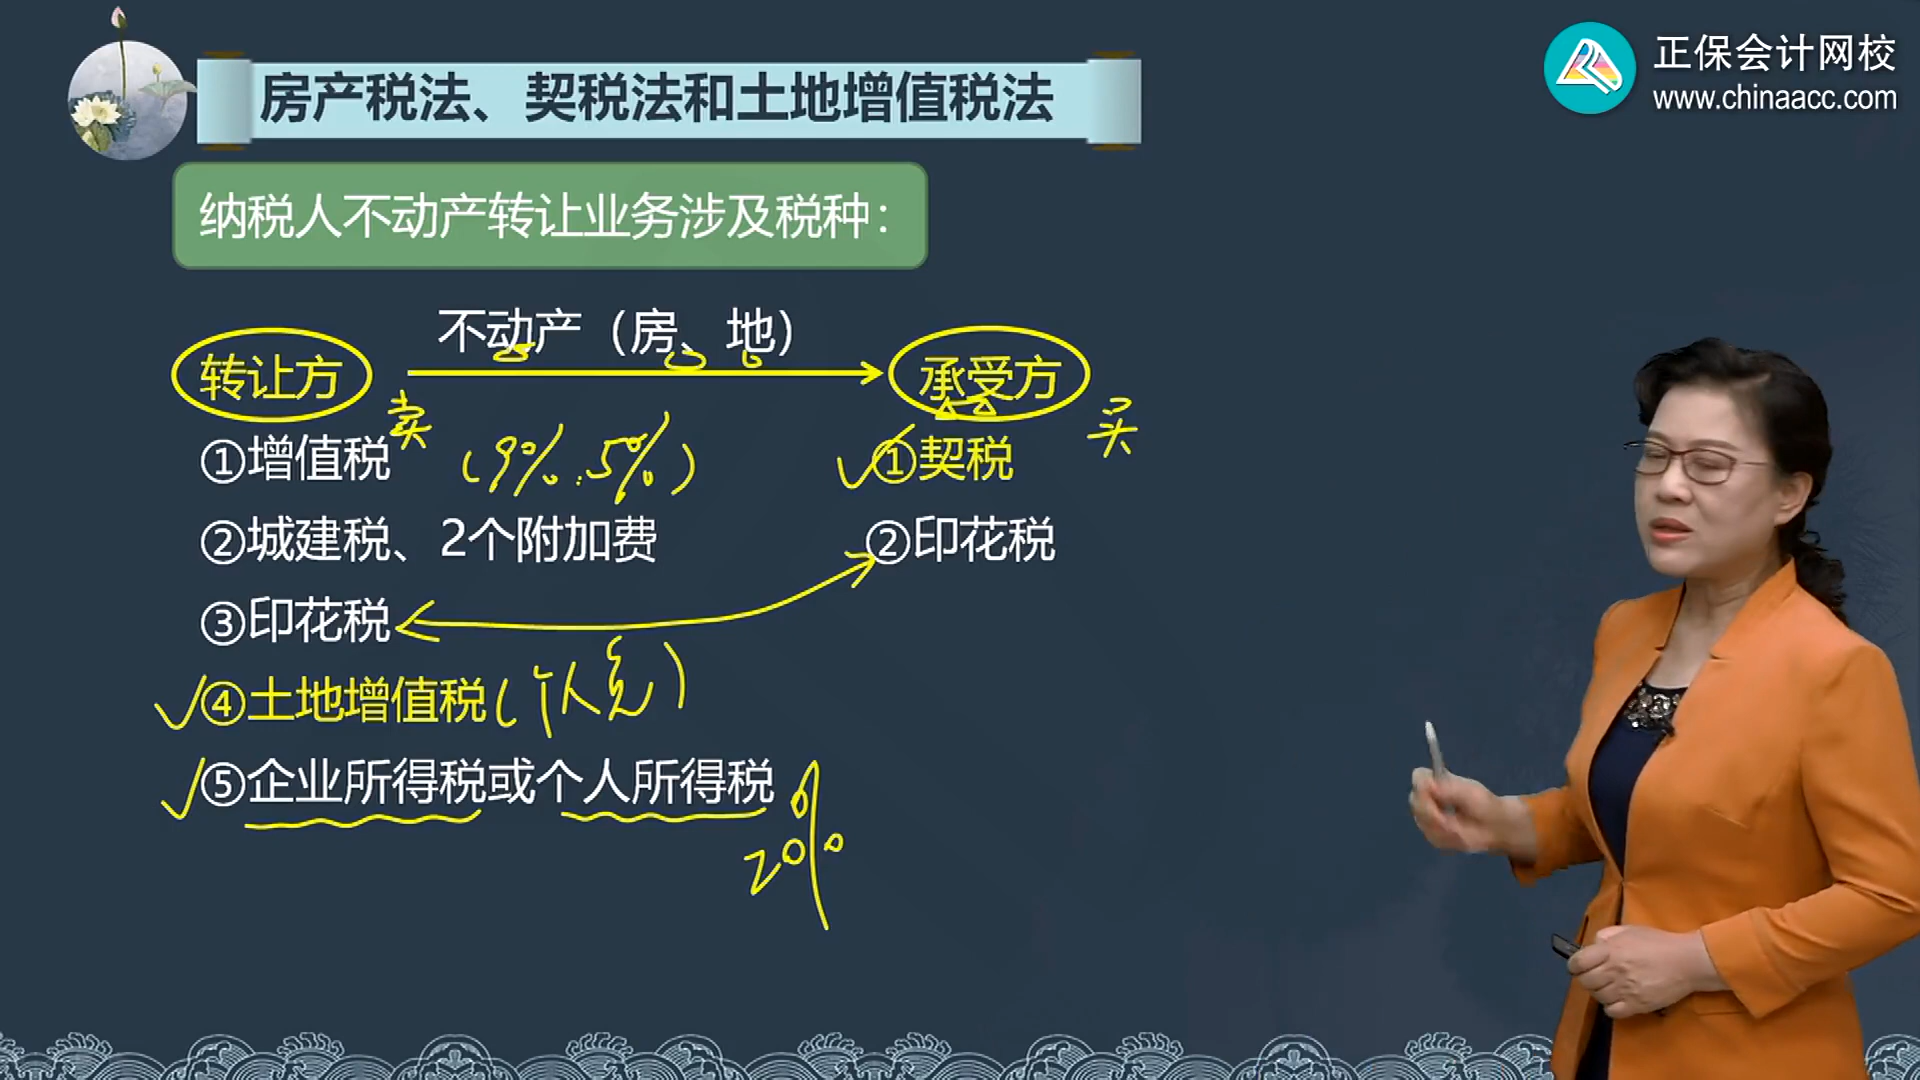 正保会计网校
www.chinaacc.com
房产税法、契税法和土地增值税法
纳税人不动产转让业务涉及税种：
不动产（房、地）
转让方 卖
承受方 买
①增值税 (9%.5%)
①契税
②城建税、2个附加费
②印花税
③印花税
④土地增值税(个人免)
⑤企业所得税或个人所得税
20%